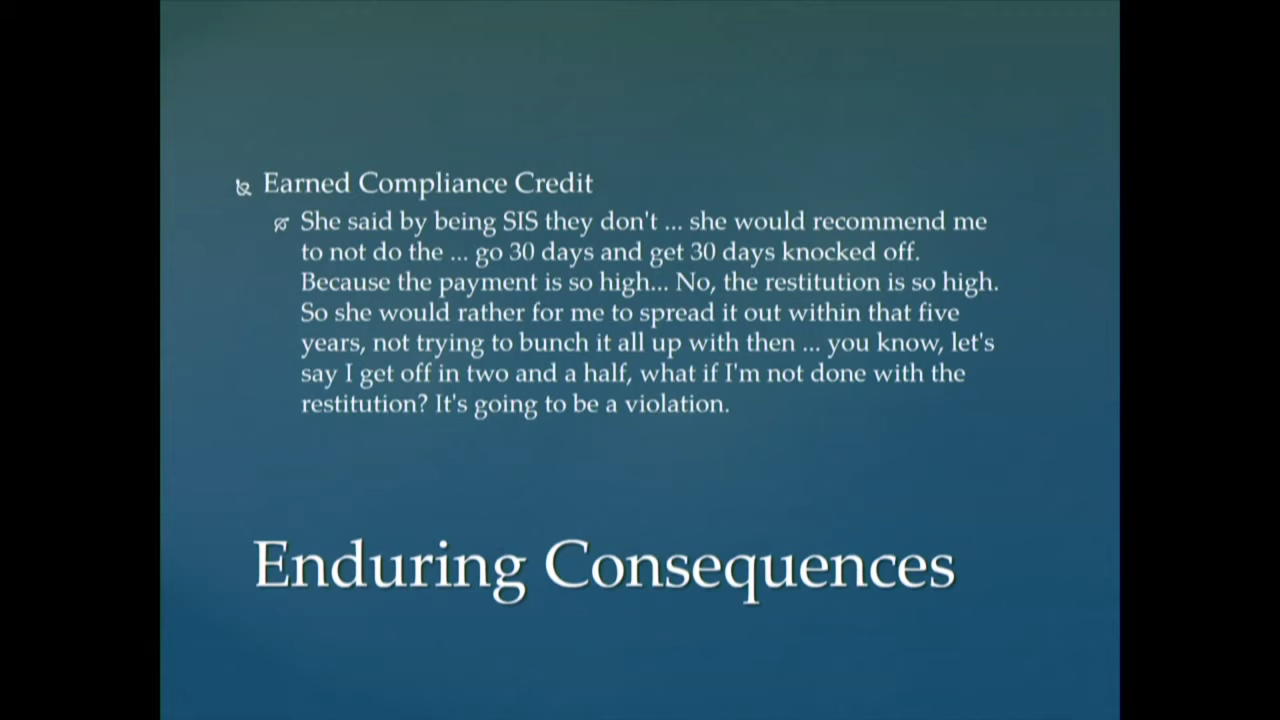 Earned Compliance Credit
She said by being SIS they don't ... she would recommend me
to not do the ... go 30 days and get 30 days knocked off.
Because the payment is so high... No, the restitution is so high.
So she would rather for me to spread it out within that five
years, not trying to bunch it all up with then ... you know, let's
say I get off in two and a half, what if I'm not done with the
restitution? It's going to be a violation.
Enduring Consequences